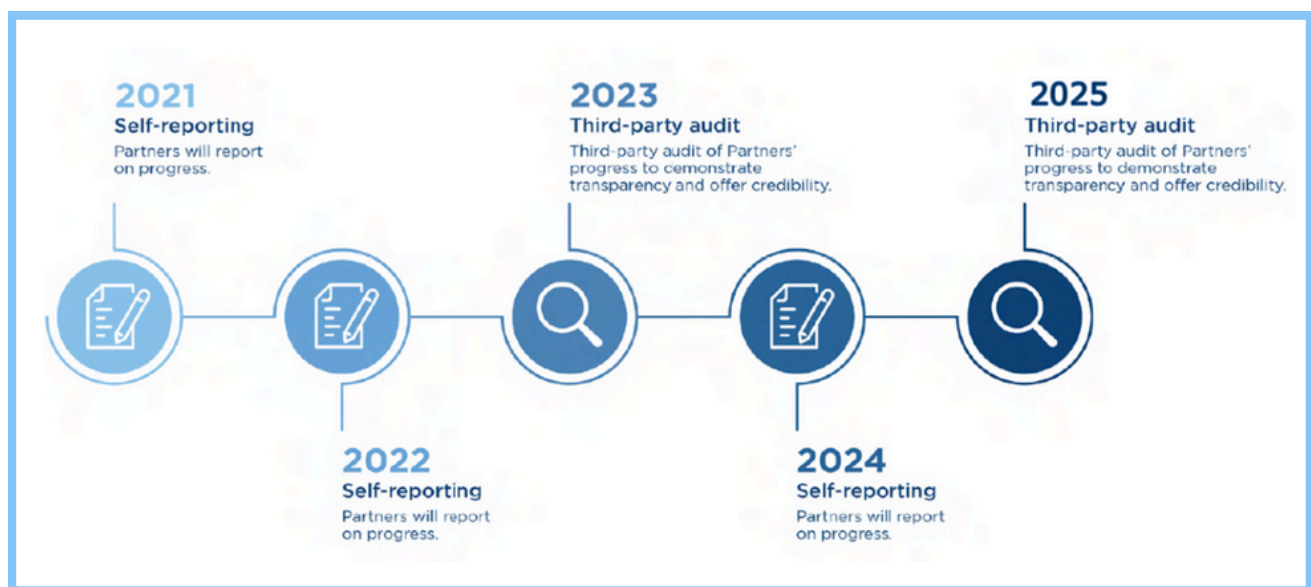 2021
Self-reporting
Partners will report
on progress.
2022
Self-reporting
Partners will report
on progress.
2023
Third-party audit
Third-party audit of Partners'
progress to demonstrate
transparency and offer credibility.
2024
Self-reporting
Partners will report
on progress.
2025
Third-party audit
Third-party audit of Partners'
progress to demonstrate
transparency and offer credibility.